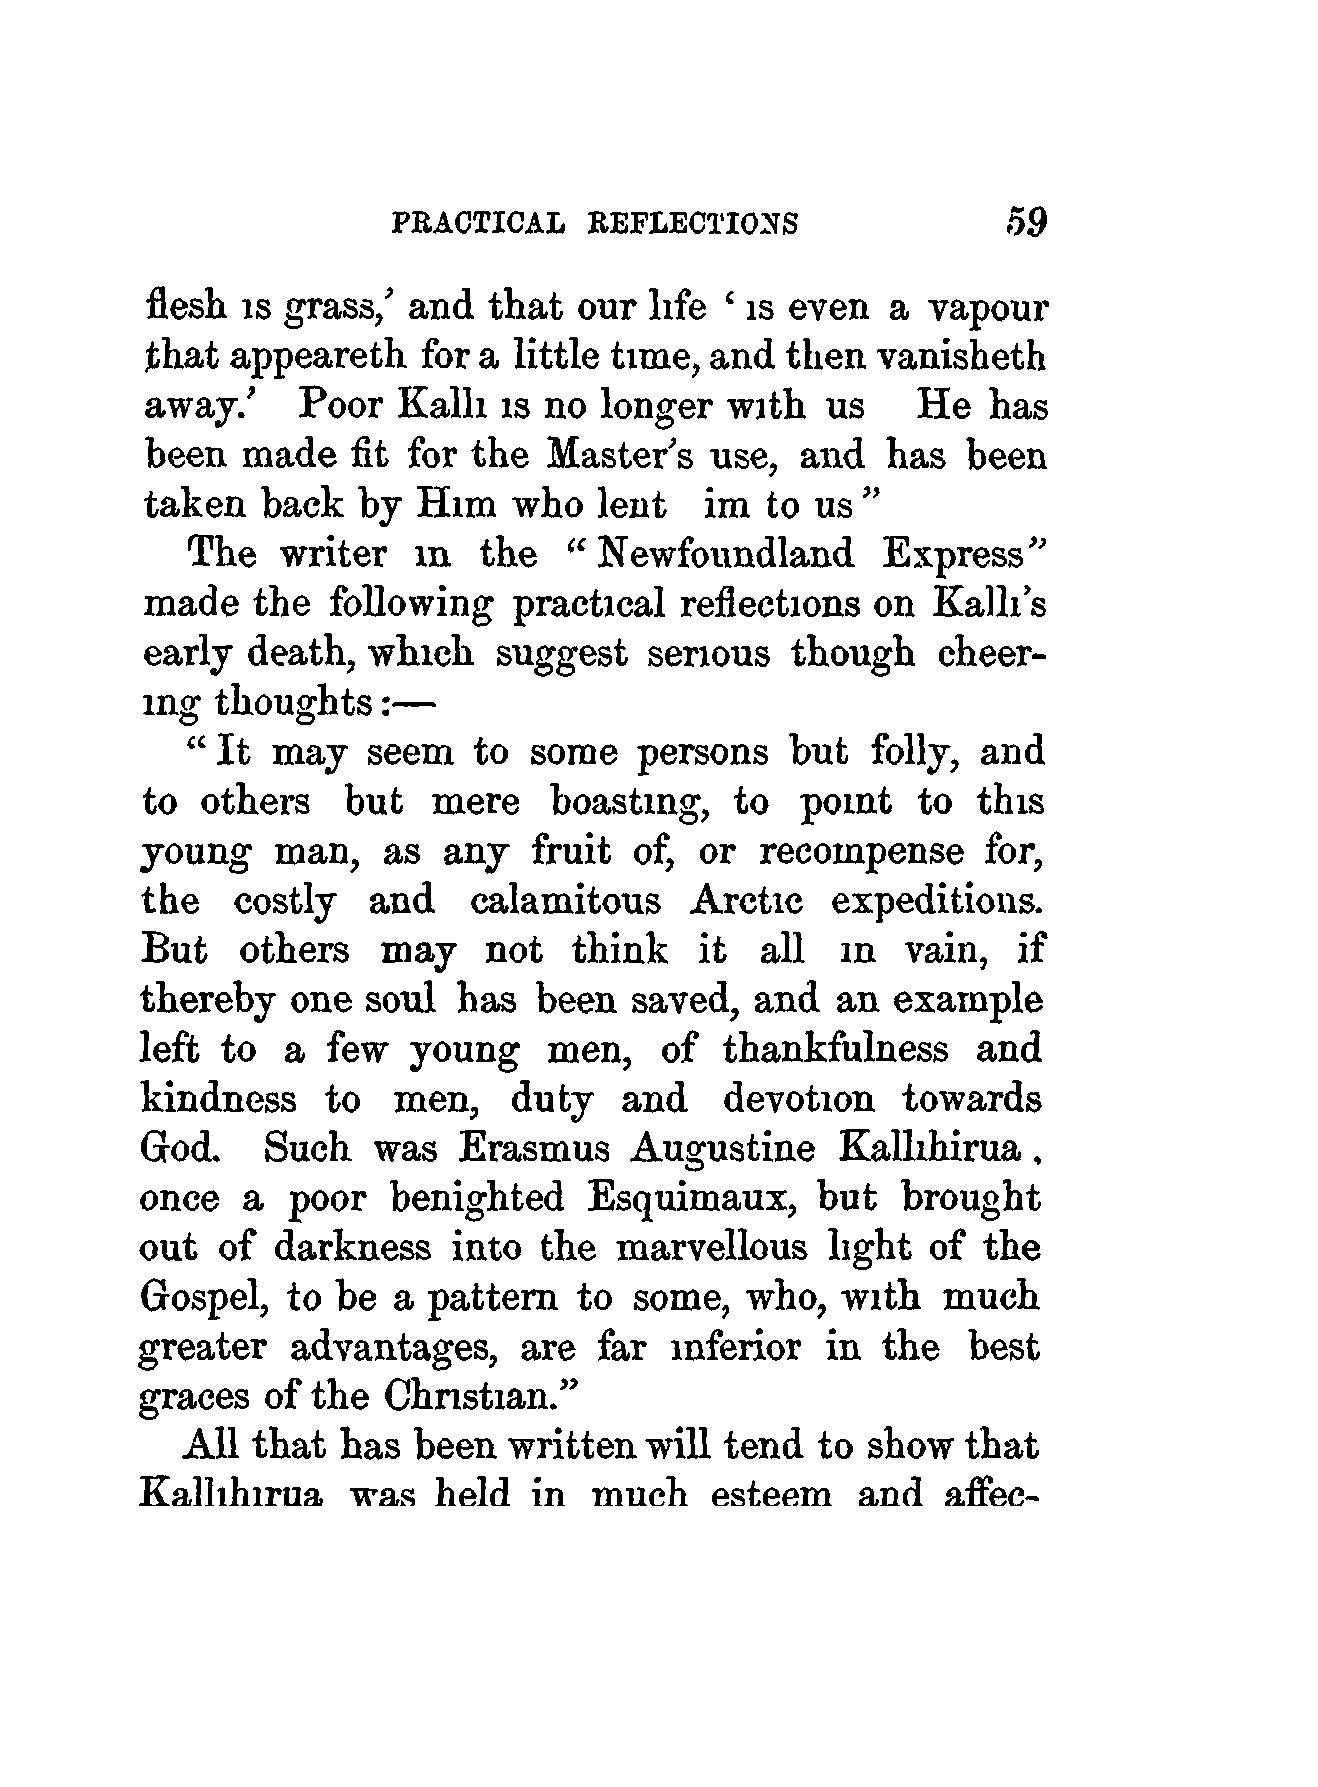 PRACTICAL REFLECTIONS 59
flesh is grass,' and that our life ' is even a vapour
that appeareth for a little time, and then vanisheth
away.' Poor Kalli is no longer with us He has
been made fit for the Master's use, and has been
taken back by Him who lent im to us "
The writer in the " Newfoundland Express"
made the following practical reflections on Kalli's
early death, which suggest serious though cheer-
ing thoughts :—
" It may seem to some persons but folly, and
to others but mere boasting, to point to this
young man, as any fruit of, or recompense for,
the costly and calamitous Arctic expeditions.
But others may not think it all in vain, if
thereby one soul has been saved, and an example
left to a few young men, of thankfulness and
kindness to men, duty and devotion towards
God. Such was Erasmus Augustine Kallihirua ,
once a poor benighted Esquimaux, but brought
out of darkness into the marvellous light of the
Gospel, to be a pattern to some, who, with much
greater advantages, are far inferior in the best
graces of the Christian."
All that has been written will tend to show that
Kallihirua was held in much esteem and affec-